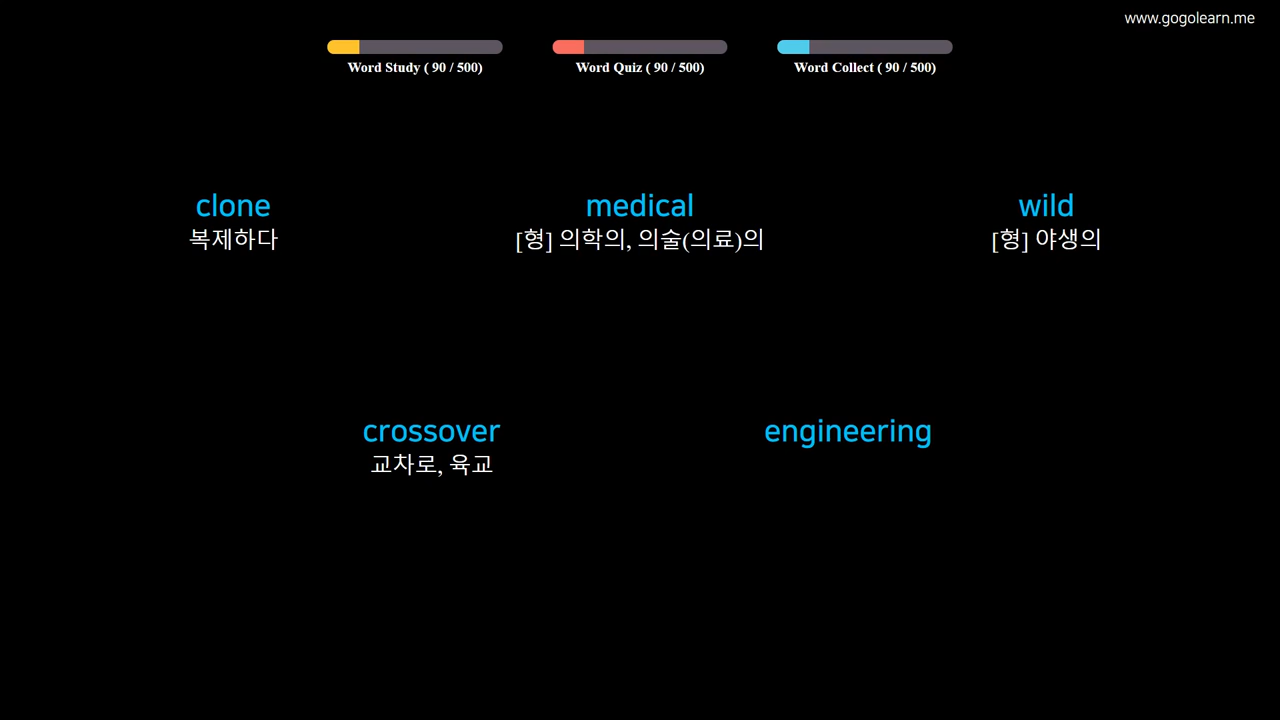 www.gogolearn.me
Word Study ( 90 / 500)
Word Quiz ( 90 / 500)
Word Collect ( 90 / 500)
clone
복제하다
medical
[형] 의학의, 의술(의료)의
wild
[형] 야생의
crossover
교차로, 육교
engineering